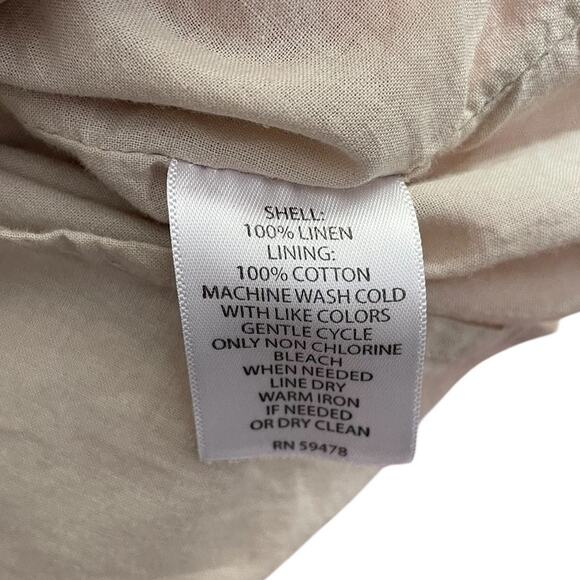 SHELL:
100% LINEN
LINING:
100% COTTON
MACHINE WASH COLD
WITH LIKE COLORS
GENTLE CYCLE
ONLY NON CHLORINE
BLEACH
WHEN NEEDED
LINE DRY
WARM IRON
IF NEEDED
OR DRY CLEAN
RN 59478